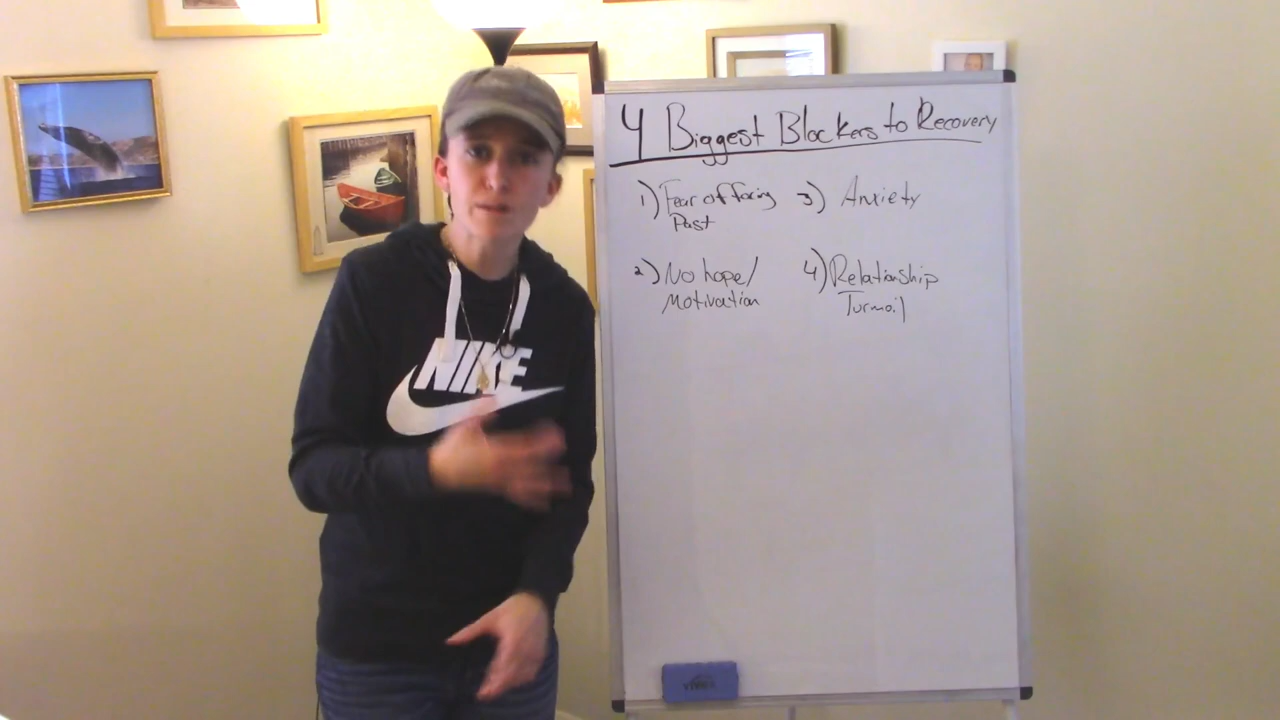 4 Biggest Blockers to Recovery
1) Fear of facing
Past
2) No hope/
Motivation
3) Anxiety
4) Relationship
Turmoil
NIKE